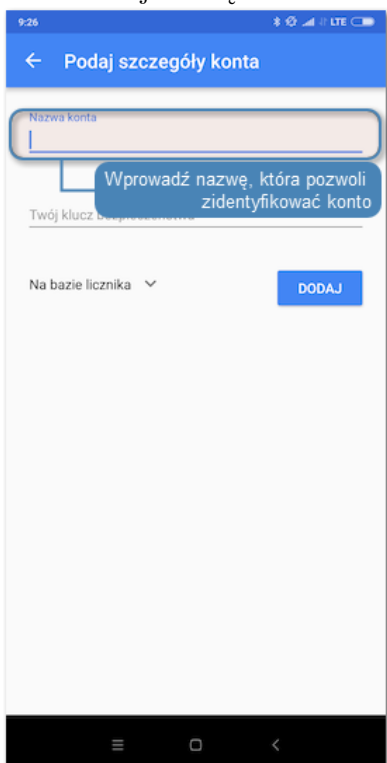 9:26 LTE
Podaj szczegóły konta
Nazwa konta
Wprowadź nazwę, która pozwoli
zidentyfikować konto
Twój klucz
Na bazie licznika
DODAJ